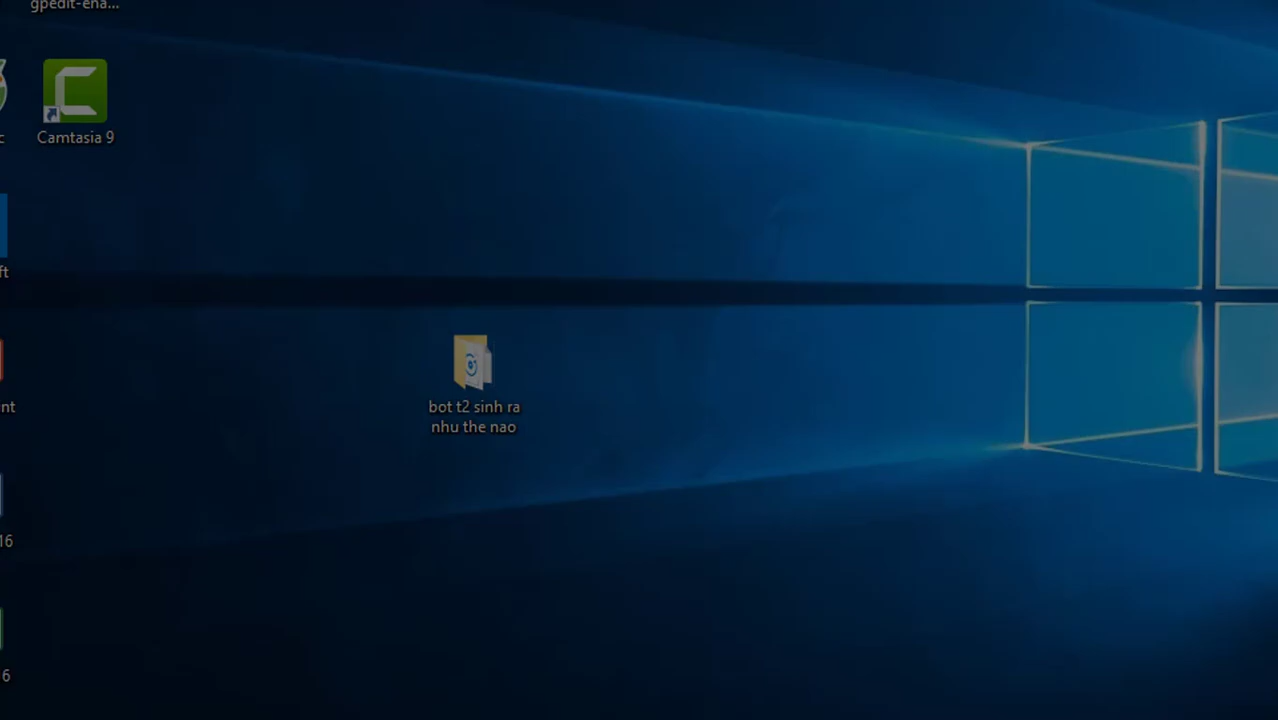 gpedit-ena...
c
Camtasia 9
ft
bot t2 sinh ra
nhu the nao
nt
16
6